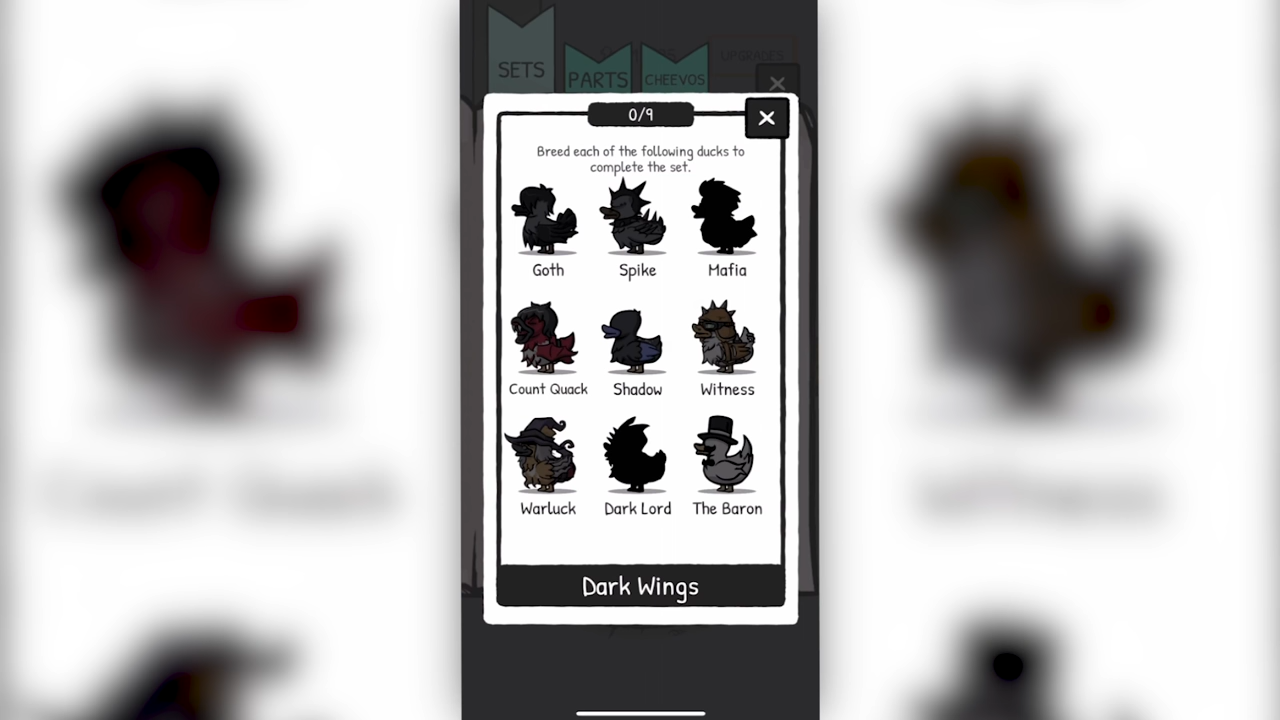 SETS
PARTS
CHEEVOS
UPGRADES
0/9
Breed each of the following ducks to
complete the set.
Goth
Spike
Mafia
Count Quack
Shadow
Witness
Warluck
Dark Lord
The Baron
Dark Wings